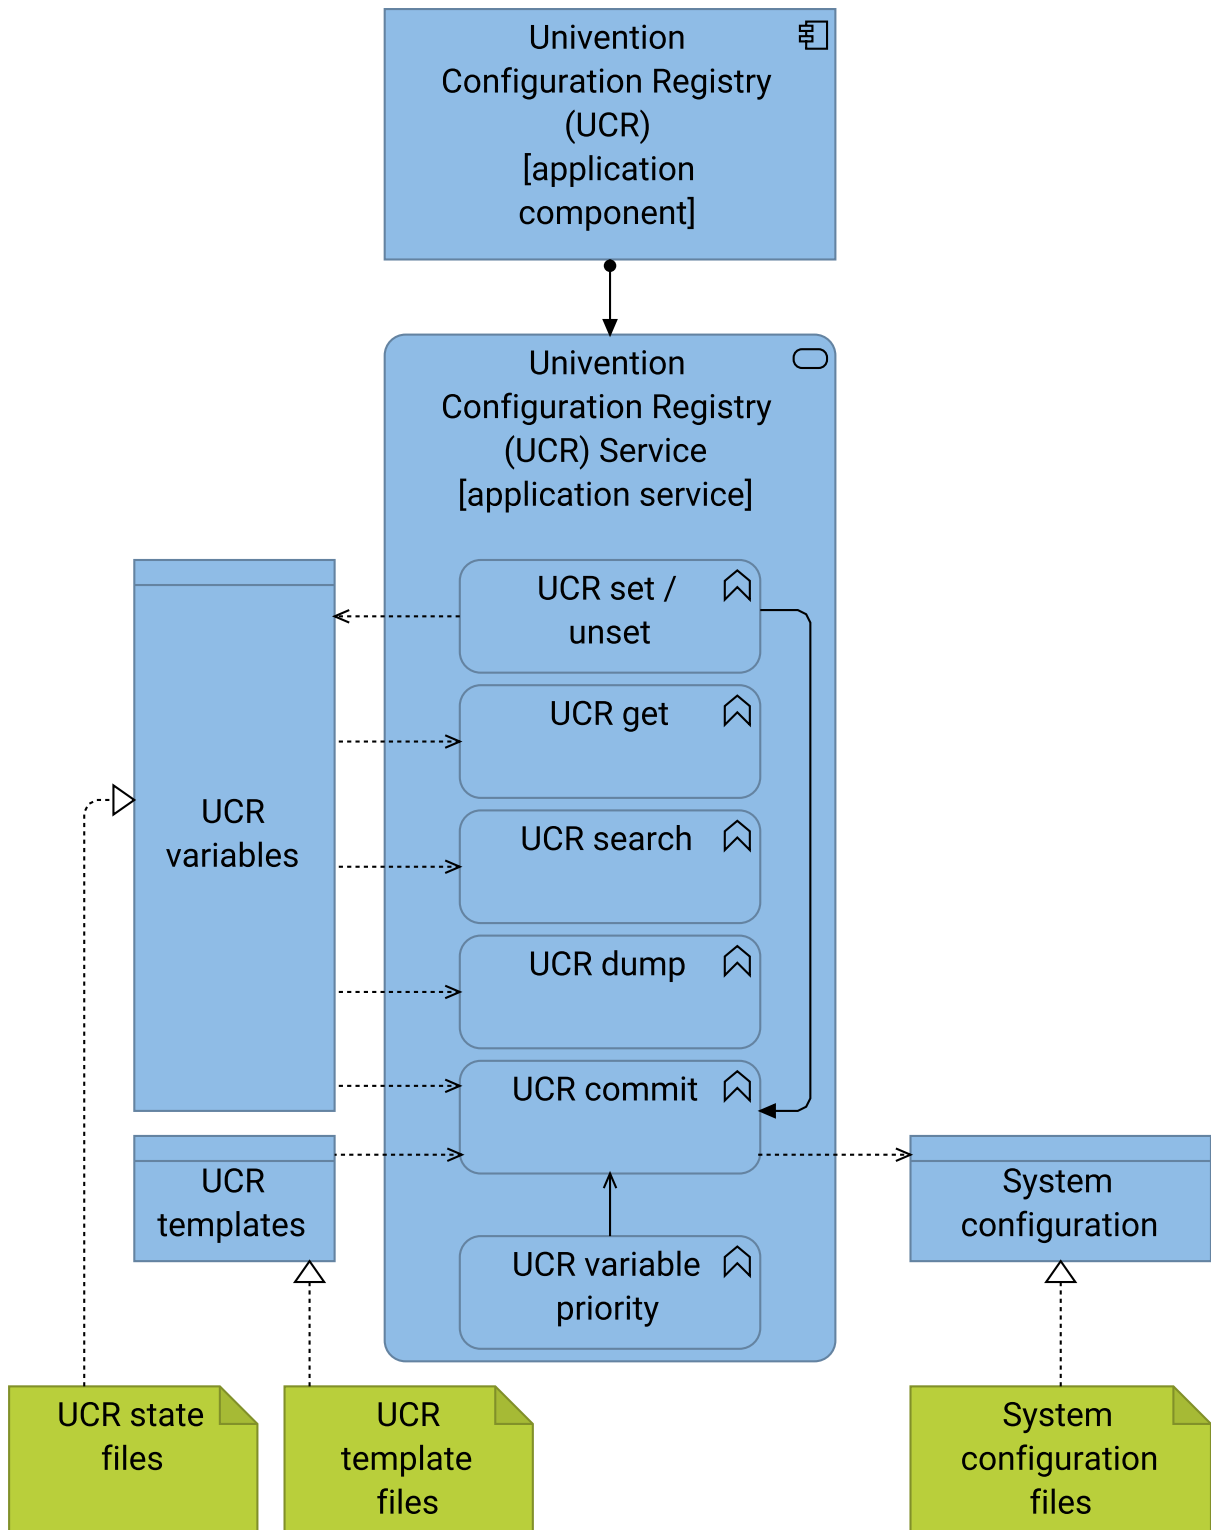 Univention
Configuration Registry
(UCR)
[application
component]
Univention
Configuration Registry
(UCR) Service
[application service]
UCR set /
unset
UCR get
UCR search
UCR dump
UCR commit
UCR variable
priority
UCR
variables
UCR
templates
System
configuration
UCR state
files
UCR
template
files
System
configuration
files